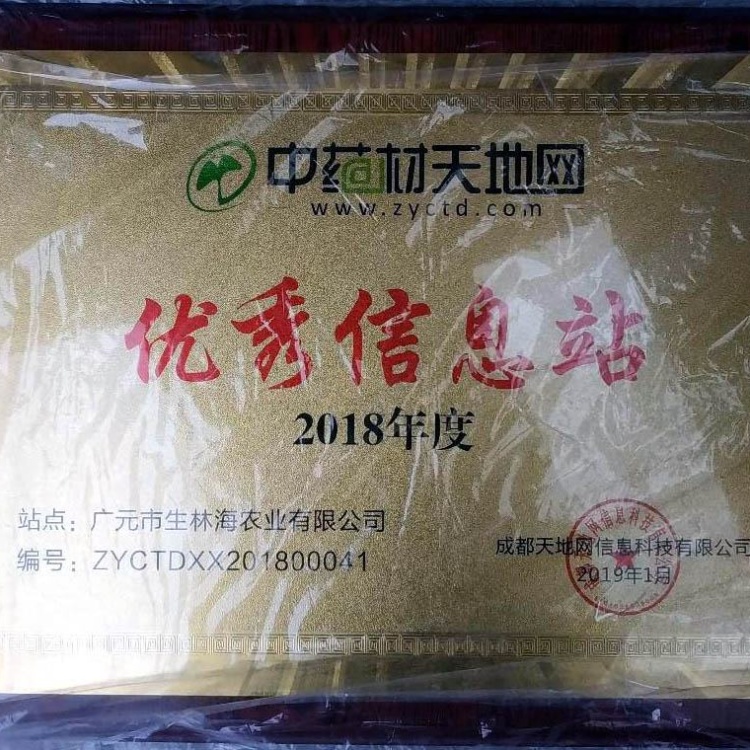 中药材天地网
www.zyctd.com
优秀信息站
2018年度
站点：广元市生林海农业有限公司
编号：ZYCTDXX201800041
成都天地网信息科技有限公司
2019年1月